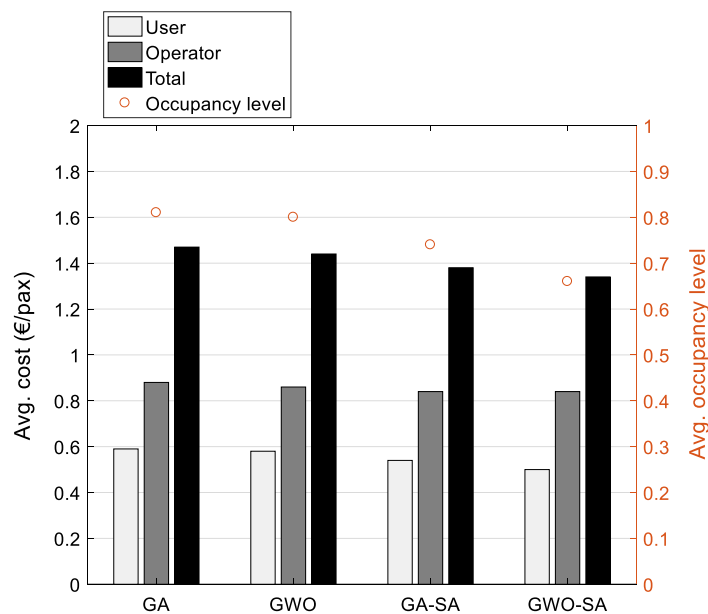 User
Operator
Total
Occupancy level
2
1.8
1.6
1.4
1.2
1
0.8
0.6
0.4
0.2
0
Avg. cost (€/pax)
1
0.9
0.8
0.7
0.6
0.5
0.4
0.3
0.2
0.1
0
Avg. occupancy level
GA
GWO
GA-SA
GWO-SA